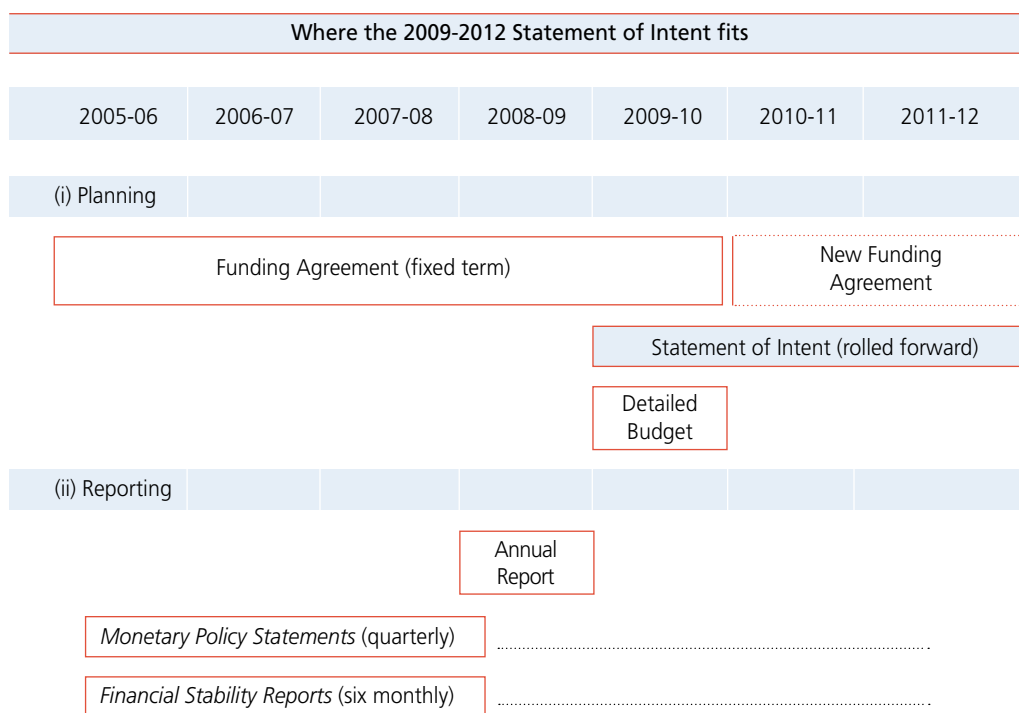 Where the 2009-2012 Statement of Intent fits
2005-06 2006-07 2007-08 2008-09 2009-10 2010-11 2011-12
(i) Planning
Funding Agreement (fixed term)
New Funding
Agreement
Statement of Intent (rolled forward)
Detailed
Budget
(ii) Reporting
Annual
Report
Monetary Policy Statements (quarterly)
Financial Stability Reports (six monthly)